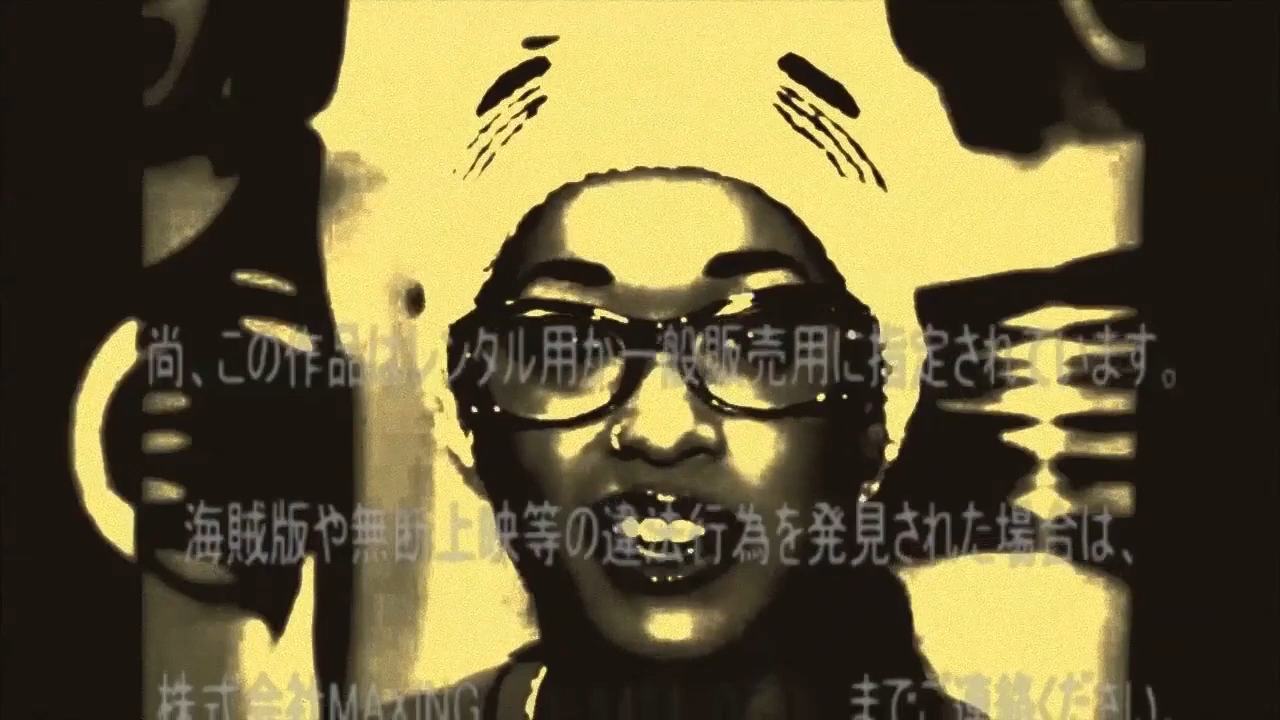 尚、この作品はレンタル用か一般販売用に指定されています。
海賊版や無断上映等の違法行為を発見された場合は、
株式会社MAXING までご連絡ください。